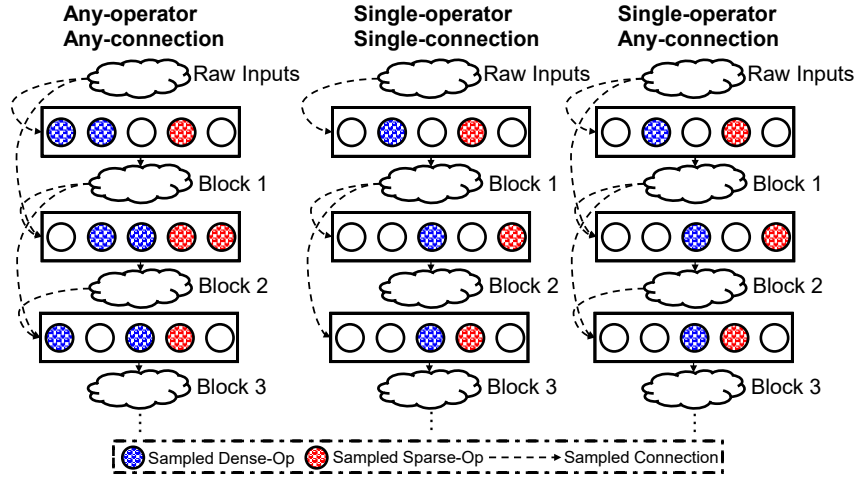 Any-operator
Any-connection
Single-operator
Single-connection
Single-operator
Any-connection
Raw Inputs
Raw Inputs
Raw Inputs
Block 1
Block 1
Block 1
Block 2
Block 2
Block 2
Block 3
Block 3
Block 3
Sampled Dense-Op
Sampled Sparse-Op
Sampled Connection